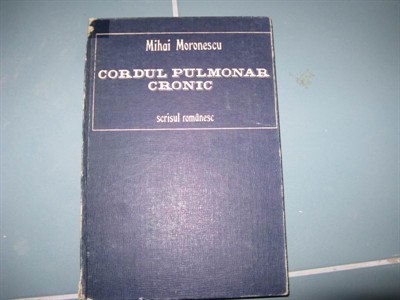 Mihai Moronescu
CORDUL PULMONAR
CRONIC
scrisul românesc